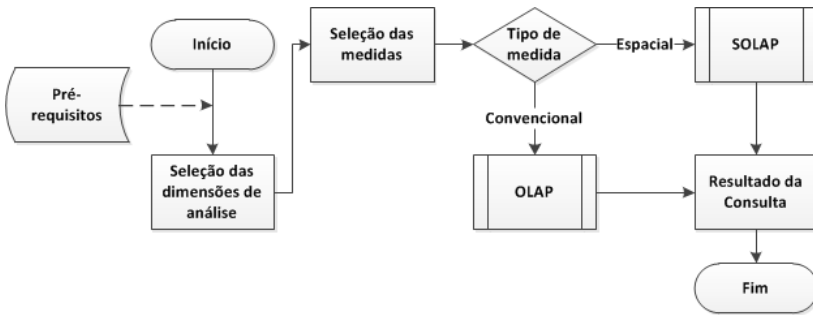 Início
Pré-
requisitos
Seleção das
dimensões de
análise
Seleção das
medidas
Tipo de
medida
Espacial
SOLAP
Convencional
OLAP
Resultado da
Consulta
Fim